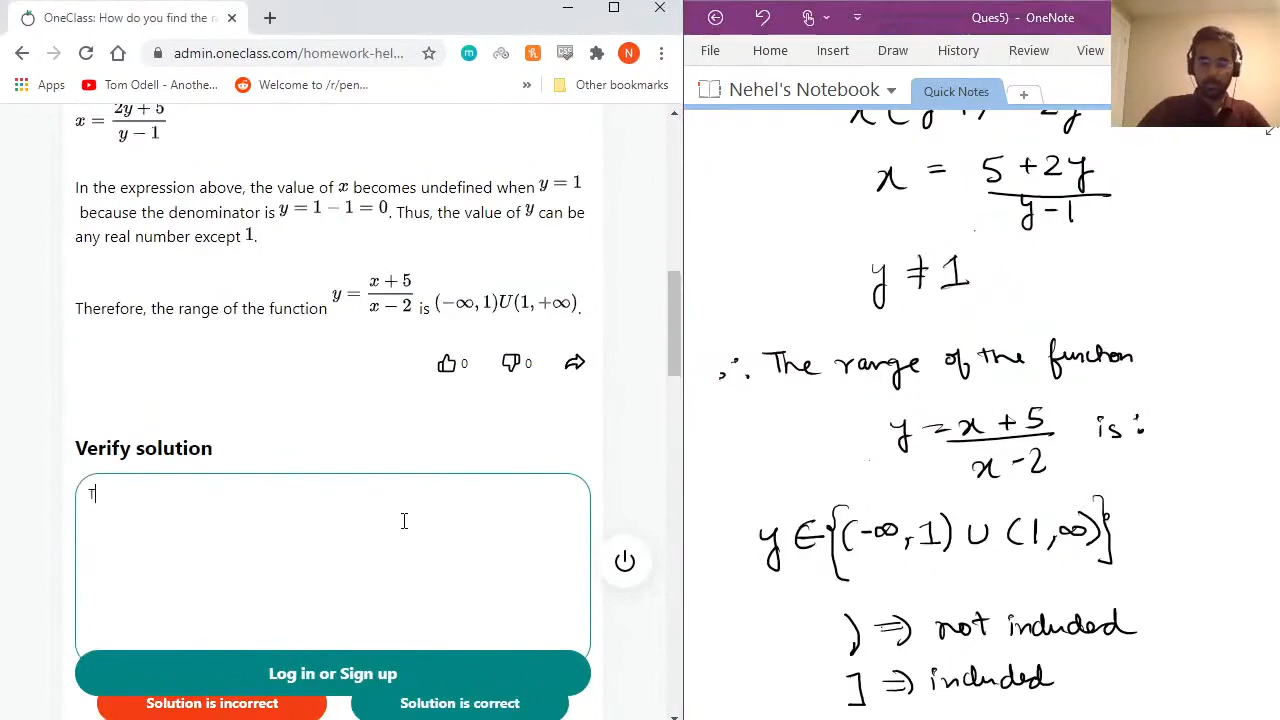 OneClass: How do you find the r
Ques5) - OneNote
admin.oneclass.com/homework-hel...
File Home Insert Draw History Review View
Apps
Tom Odell - Anothe...
Welcome to /r/pen...
»
Other bookmarks
Nehel's Notebook
Quick Notes
x = 2y + 5 / y − 1
In the expression above, the value of x becomes undefined when y = 1
because the denominator is y = 1 − 1 = 0. Thus, the value of y can be
any real number except 1.
Therefore, the range of the function y = x + 5 / x − 2 is (−∞, 1)U(1, +∞).
0 0
Verify solution
T
Log in or Sign up
Solution is incorrect
Solution is correct
x = 5 + 2y / y − 1
y ≠ 1
∴ The range of the function
y = x + 5 / x − 2 is :
y ∈ {(−∞, 1) ∪ (1, ∞)}
) ⇒ not included
] ⇒ included